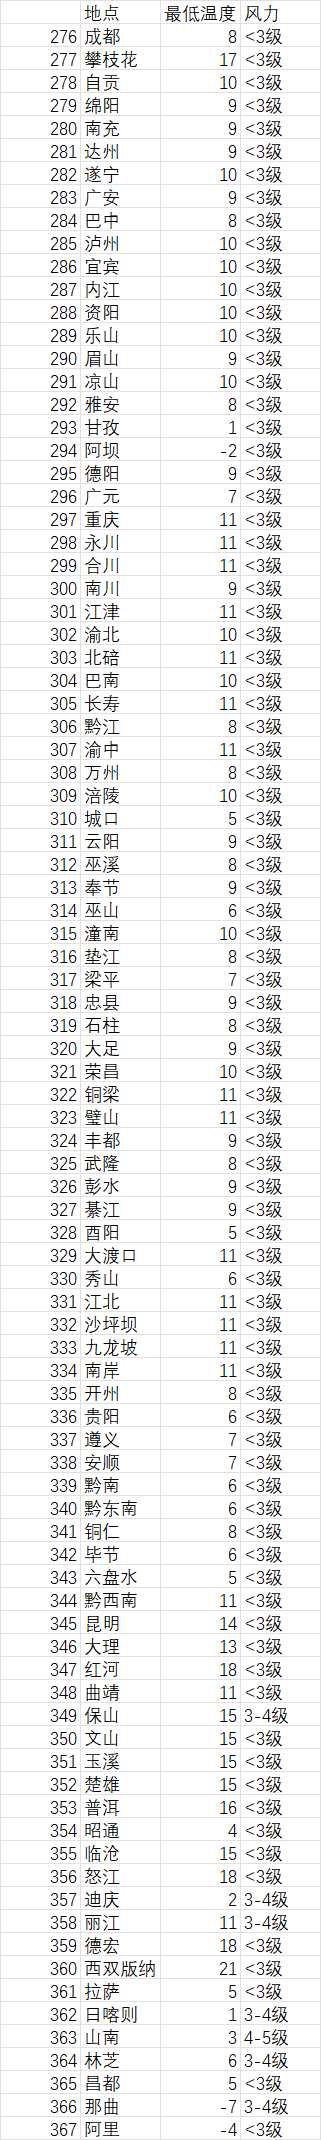 地点 最低温度 风力
276 成都 8 <3级
277 攀枝花 17 <3级
278 自贡 10 <3级
279 绵阳 9 <3级
280 南充 9 <3级
281 达州 9 <3级
282 遂宁 10 <3级
283 广安 9 <3级
284 巴中 8 <3级
285 泸州 10 <3级
286 宜宾 10 <3级
287 内江 10 <3级
288 资阳 10 <3级
289 乐山 10 <3级
290 眉山 9 <3级
291 凉山 10 <3级
292 雅安 8 <3级
293 甘孜 1 <3级
294 阿坝 -2 <3级
295 德阳 9 <3级
296 广元 7 <3级
297 重庆 11 <3级
298 永川 11 <3级
299 合川 11 <3级
300 南川 9 <3级
301 江津 11 <3级
302 渝北 10 <3级
303 北碚 11 <3级
304 巴南 10 <3级
305 长寿 11 <3级
306 黔江 8 <3级
307 渝中 11 <3级
308 万州 8 <3级
309 涪陵 10 <3级
310 城口 5 <3级
311 云阳 9 <3级
312 巫溪 8 <3级
313 奉节 9 <3级
314 巫山 6 <3级
315 潼南 10 <3级
316 垫江 8 <3级
317 梁平 7 <3级
318 忠县 9 <3级
319 石柱 8 <3级
320 大足 9 <3级
321 荣昌 10 <3级
322 铜梁 11 <3级
323 璧山 11 <3级
324 丰都 9 <3级
325 武隆 8 <3级
326 彭水 9 <3级
327 綦江 9 <3级
328 酉阳 5 <3级
329 大渡口 11 <3级
330 秀山 6 <3级
331 江北 11 <3级
332 沙坪坝 11 <3级
333 九龙坡 11 <3级
334 南岸 11 <3级
335 开州 8 <3级
336 贵阳 6 <3级
337 遵义 7 <3级
338 安顺 7 <3级
339 黔南 6 <3级
340 黔东南 6 <3级
341 铜仁 8 <3级
342 毕节 6 <3级
343 六盘水 5 <3级
344 黔西南 11 <3级
345 昆明 14 <3级
346 大理 13 <3级
347 红河 18 <3级
348 曲靖 11 <3级
349 保山 15 3-4级
350 文山 15 <3级
351 玉溪 15 <3级
352 楚雄 15 <3级
353 普洱 16 <3级
354 昭通 4 <3级
355 临沧 15 <3级
356 怒江 18 <3级
357 迪庆 2 3-4级
358 丽江 11 3-4级
359 德宏 18 <3级
360 西双版纳 21 <3级
361 拉萨 5 <3级
362 日喀则 1 3-4级
363 山南 3 4-5级
364 林芝 6 3-4级
365 昌都 5 <3级
366 那曲 -7 3-4级
367 阿里 -4 <3级